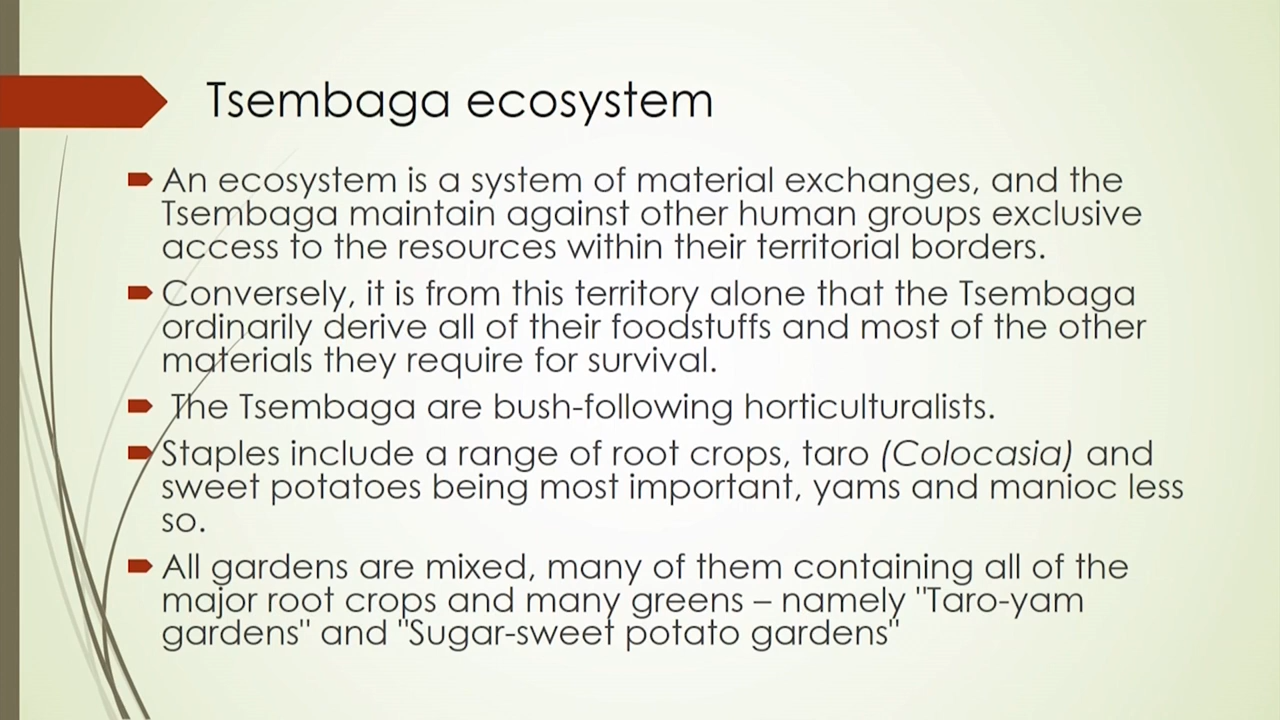 Tsembaga ecosystem
An ecosystem is a system of material exchanges, and the
Tsembaga maintain against other human groups exclusive
access to the resources within their territorial borders.
Conversely, it is from this territory alone that the Tsembaga
ordinarily derive all of their foodstuffs and most of the other
materials they require for survival.
The Tsembaga are bush-following horticulturalists.
Staples include a range of root crops, taro (Colocasia) and
sweet potatoes being most important, yams and manioc less
so.
All gardens are mixed, many of them containing all of the
major root crops and many greens – namely "Taro-yam
gardens" and "Sugar-sweet potato gardens"